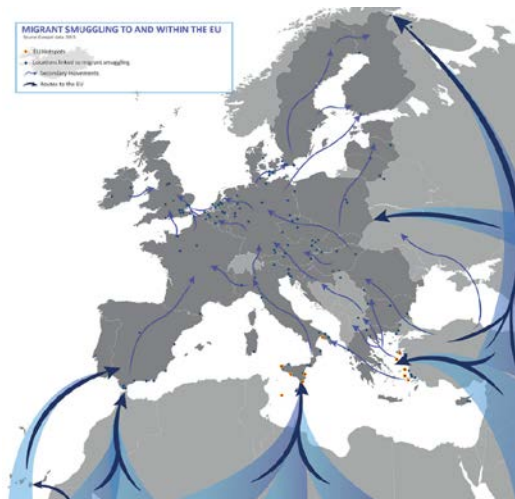 MIGRANT SMUGGLING TO AND WITHIN THE EU
Source: Europol data, 2015
EU Hotspots
Locations linked to migrant smuggling
Secondary movements
Routes to the EU